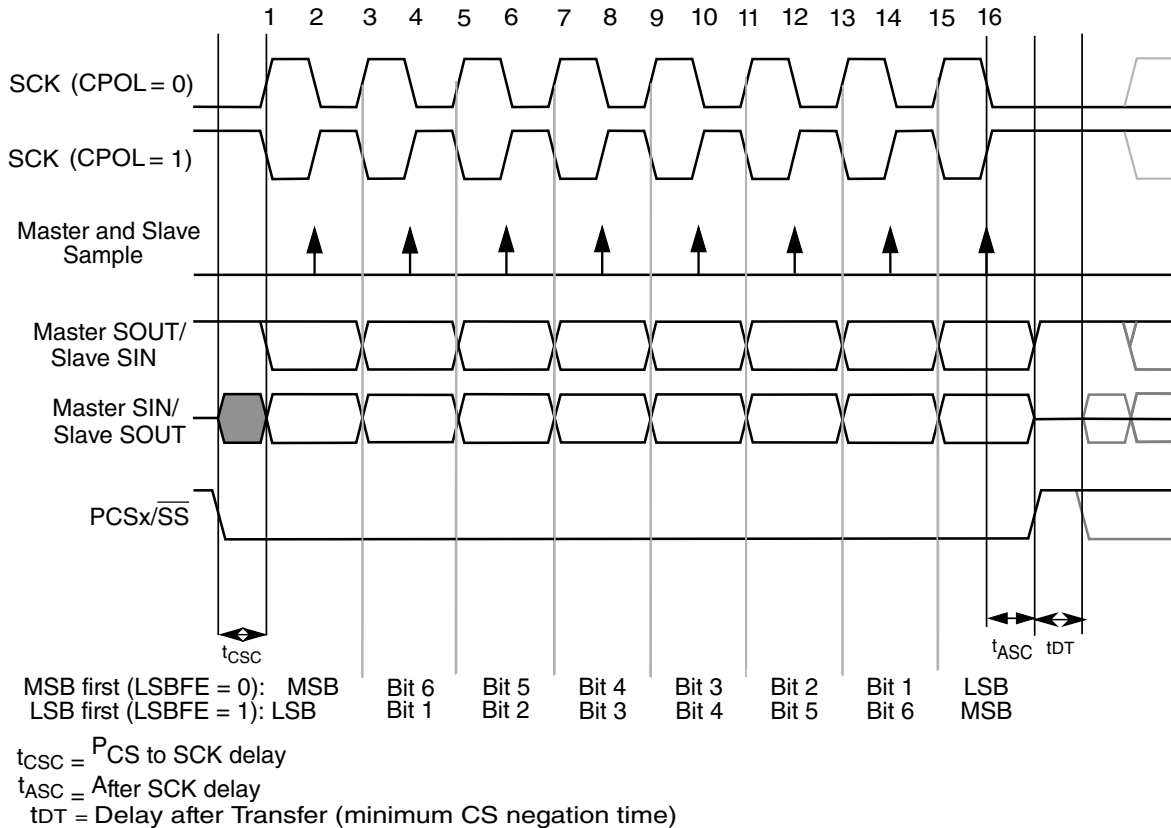 1 2 3 4 5 6 7 8 9 10 11 12 13 14 15 16
SCK (CPOL = 0)
SCK (CPOL = 1)
Master and Slave
Sample
Master SOUT/
Slave SIN
Master SIN/
Slave SOUT
PCSx/SS
tCSC
tASC
tDT
MSB first (LSBFE = 0): MSB Bit 6 Bit 5 Bit 4 Bit 3 Bit 2 Bit 1 LSB
LSB first (LSBFE = 1): LSB Bit 1 Bit 2 Bit 3 Bit 4 Bit 5 Bit 6 MSB
tCSC = PCS to SCK delay
tASC = After SCK delay
tDT = Delay after Transfer (minimum CS negation time)